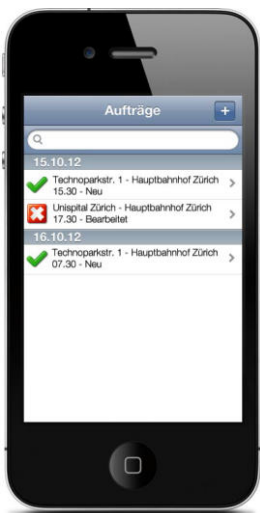 Aufträge
+
15.10.12
Technoparkstr. 1 - Hauptbahnhof Zürich
15.30 - Neu
Unispital Zürich - Hauptbahnhof Zürich
17.30 - Bearbeitet
16.10.12
Technoparkstr. 1 - Hauptbahnhof Zürich
07.30 - Neu